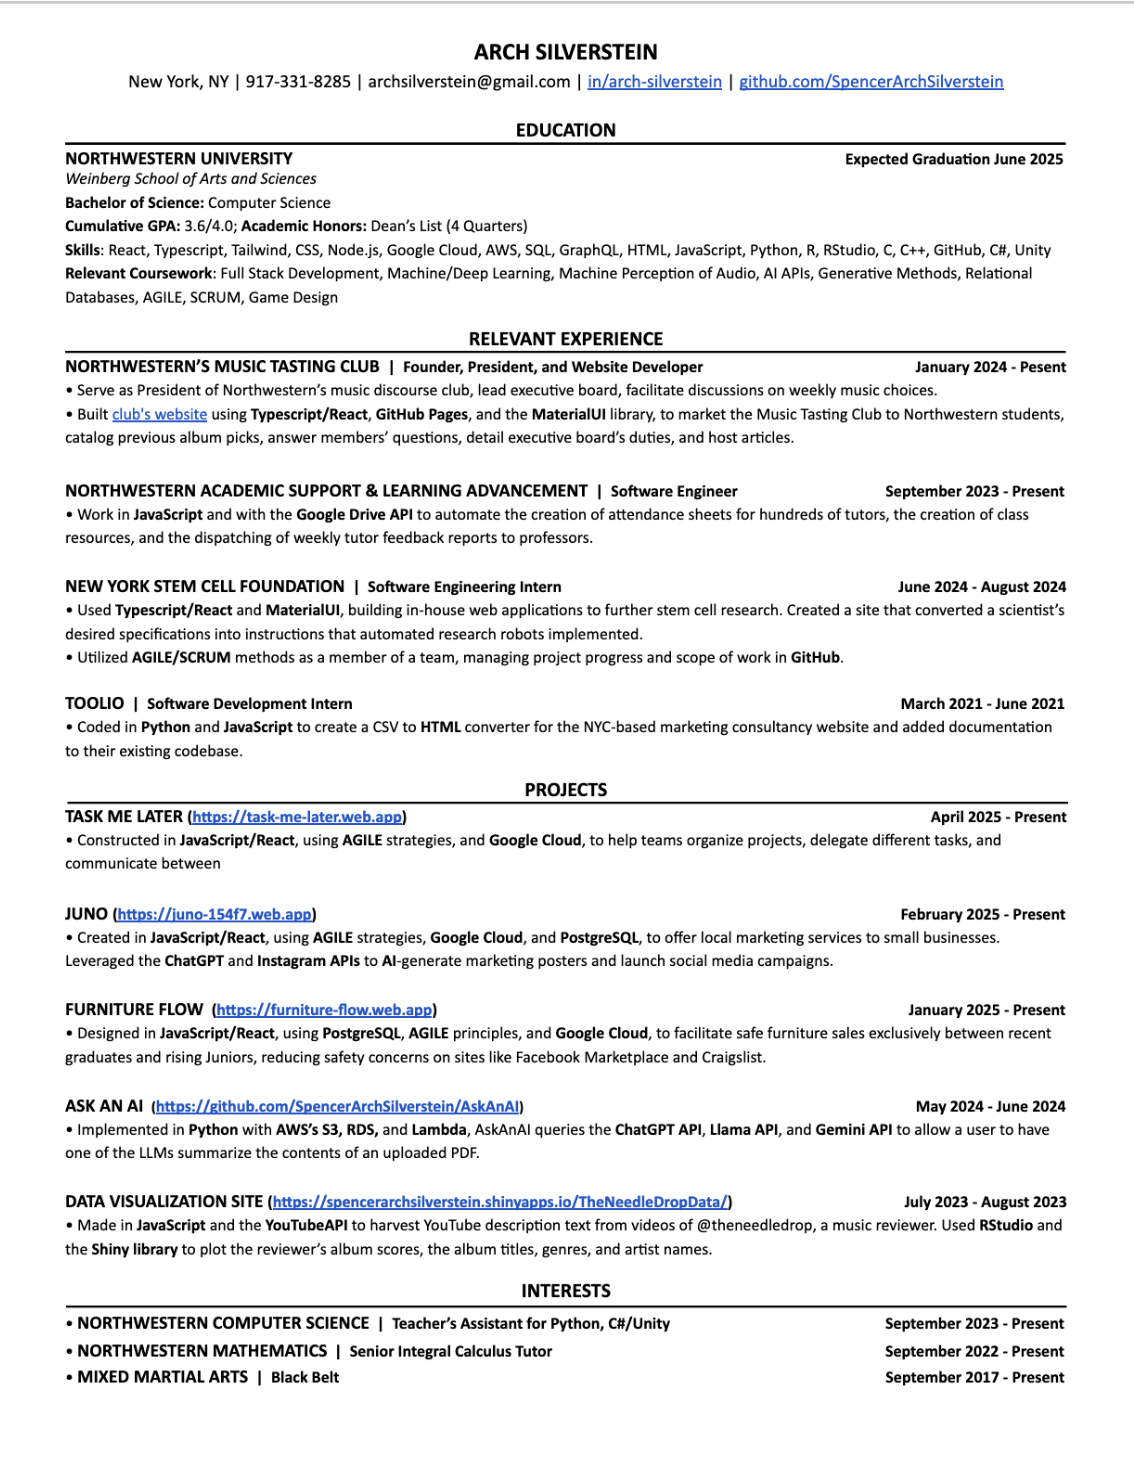 ARCH SILVERSTEIN
New York, NY | 917-331-8285 | archsilverstein@gmail.com | in/arch-silverstein | github.com/SpencerArchSilverstein
EDUCATION
NORTHWESTERN UNIVERSITY Expected Graduation June 2025
Weinberg School of Arts and Sciences
Bachelor of Science: Computer Science
Cumulative GPA: 3.6/4.0; Academic Honors: Dean’s List (4 Quarters)
Skills: React, Typescript, Tailwind, CSS, Node.js, Google Cloud, AWS, SQL, GraphQL, HTML, JavaScript, Python, R, RStudio, C, C++, GitHub, C#, Unity
Relevant Coursework: Full Stack Development, Machine/Deep Learning, Machine Perception of Audio, AI APIs, Generative Methods, Relational
Databases, AGILE, SCRUM, Game Design
RELEVANT EXPERIENCE
NORTHWESTERN’S MUSIC TASTING CLUB | Founder, President, and Website Developer January 2024 - Pesent
• Serve as President of Northwestern’s music discourse club, lead executive board, facilitate discussions on weekly music choices.
• Built club's website using Typescript/React, GitHub Pages, and the MaterialUI library, to market the Music Tasting Club to Northwestern students,
catalog previous album picks, answer members’ questions, detail executive board’s duties, and host articles.
NORTHWESTERN ACADEMIC SUPPORT & LEARNING ADVANCEMENT | Software Engineer September 2023 - Present
• Work in JavaScript and with the Google Drive API to automate the creation of attendance sheets for hundreds of tutors, the creation of class
resources, and the dispatching of weekly tutor feedback reports to professors.
NEW YORK STEM CELL FOUNDATION | Software Engineering Intern June 2024 - August 2024
• Used Typescript/React and MaterialUI, building in-house web applications to further stem cell research. Created a site that converted a scientist’s
desired specifications into instructions that automated research robots implemented.
• Utilized AGILE/SCRUM methods as a member of a team, managing project progress and scope of work in GitHub.
TOOLIO | Software Development Intern March 2021 - June 2021
• Coded in Python and JavaScript to create a CSV to HTML converter for the NYC-based marketing consultancy website and added documentation
to their existing codebase.
PROJECTS
TASK ME LATER (https://task-me-later.web.app) April 2025 - Present
• Constructed in JavaScript/React, using AGILE strategies, and Google Cloud, to help teams organize projects, delegate different tasks, and
communicate between
JUNO (https://juno-154f7.web.app) February 2025 - Present
• Created in JavaScript/React, using AGILE strategies, Google Cloud, and PostgreSQL, to offer local marketing services to small businesses.
Leveraged the ChatGPT and Instagram APIs to AI-generate marketing posters and launch social media campaigns.
FURNITURE FLOW (https://furniture-flow.web.app) January 2025 - Present
• Designed in JavaScript/React, using PostgreSQL, AGILE principles, and Google Cloud, to facilitate safe furniture sales exclusively between recent
graduates and rising Juniors, reducing safety concerns on sites like Facebook Marketplace and Craigslist.
ASK AN AI (https://github.com/SpencerArchSilverstein/AskAnAI) May 2024 - June 2024
• Implemented in Python with AWS’s S3, RDS, and Lambda, AskAnAI queries the ChatGPT API, Llama API, and Gemini API to allow a user to have
one of the LLMs summarize the contents of an uploaded PDF.
DATA VISUALIZATION SITE (https://spencerarchsilverstein.shinyapps.io/TheNeedleDropData/) July 2023 - August 2023
• Made in JavaScript and the YouTubeAPI to harvest YouTube description text from videos of @theneedledrop, a music reviewer. Used RStudio and
the Shiny library to plot the reviewer’s album scores, the album titles, genres, and artist names.
INTERESTS
• NORTHWESTERN COMPUTER SCIENCE | Teacher’s Assistant for Python, C#/Unity September 2023 - Present
• NORTHWESTERN MATHEMATICS | Senior Integral Calculus Tutor September 2022 - Present
• MIXED MARTIAL ARTS | Black Belt September 2017 - Present